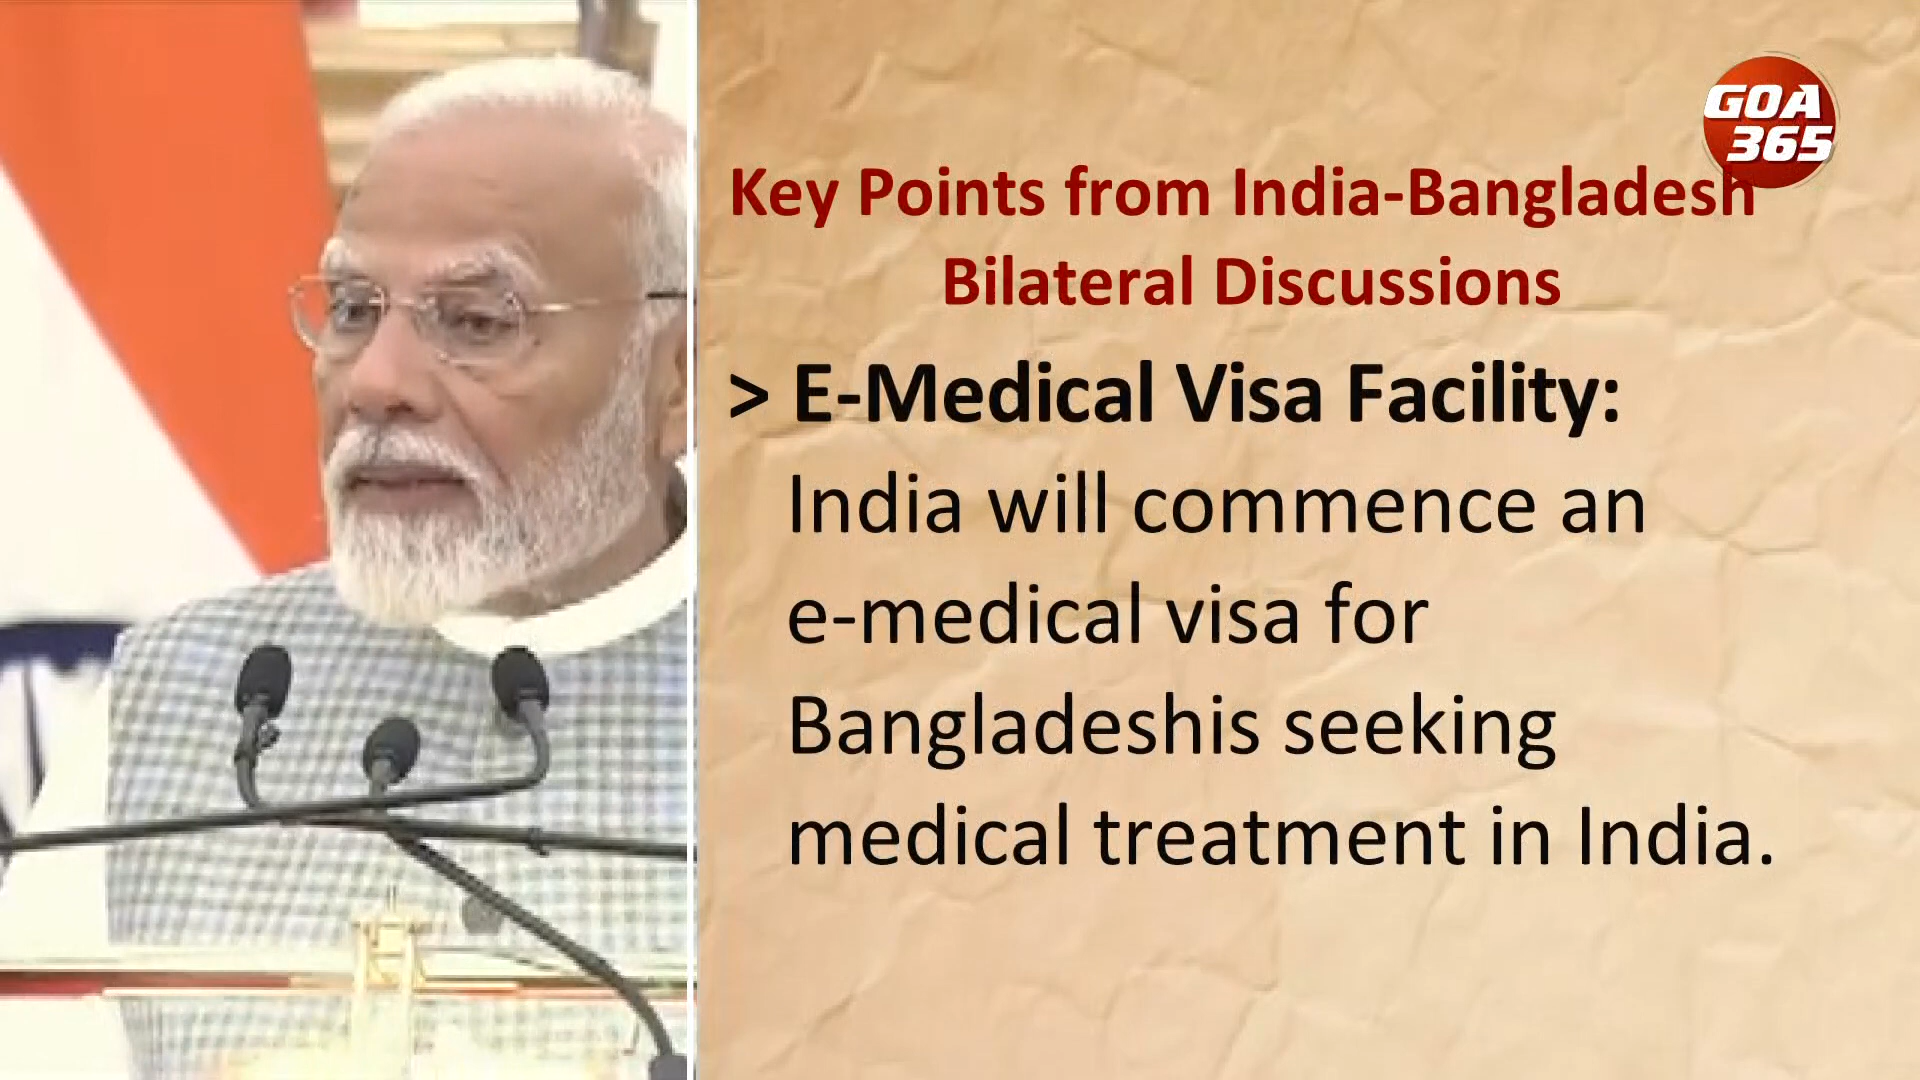 GOA
365
Key Points from India-Bangladesh
Bilateral Discussions
> E-Medical Visa Facility:
India will commence an
e-medical visa for
Bangladeshis seeking
medical treatment in India.